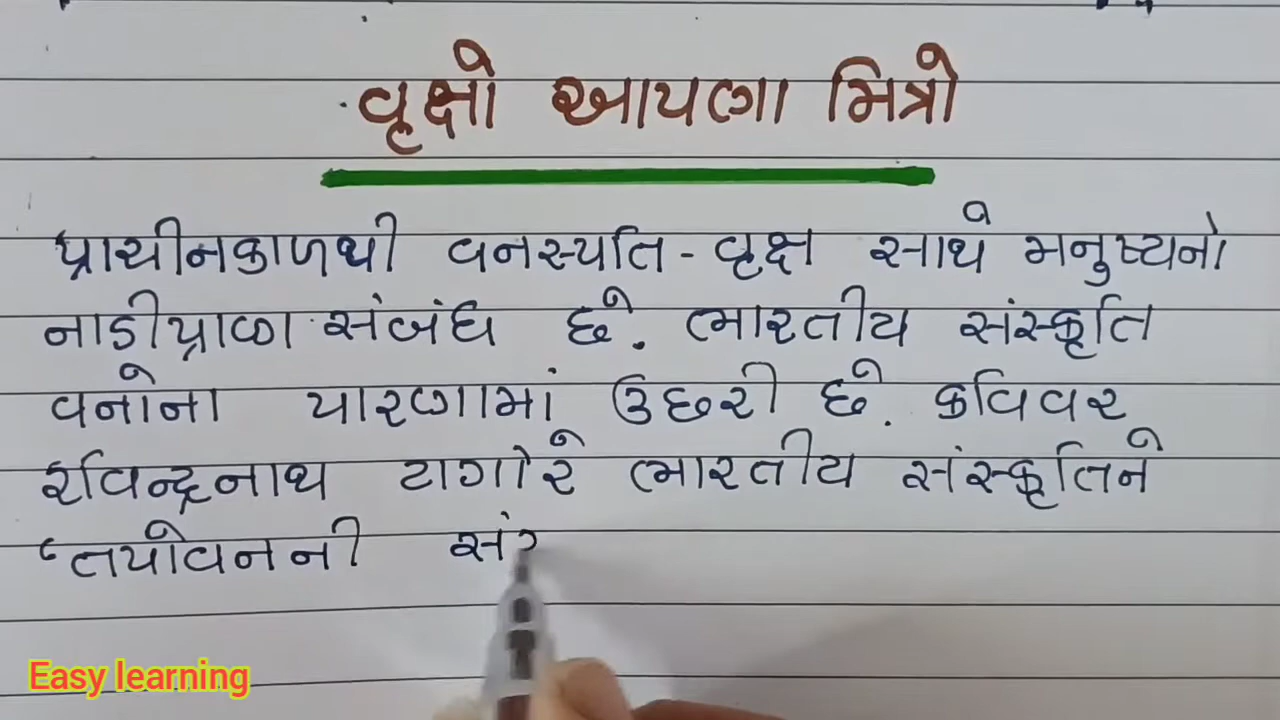 વૃક્ષો આપણા મિત્રો
પ્રાચીનકાળથી વનસ્પતિ - વૃક્ષ સાથે મનુષ્યનો
નાડીપ્રાણ સંબંધ છે. ભારતીય સંસ્કૃતિ
વનોના પારણામાં ઉછરી છે. કવિવર
રવિન્દ્રનાથ ટાગોરે ભારતીય સંસ્કૃતિને
‘તપોવનની
Easy learning